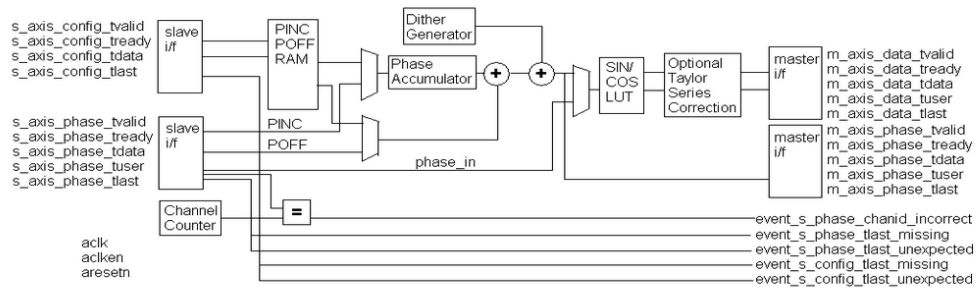 s_axis_config_tvalid
s_axis_config_tready
s_axis_config_tdata
s_axis_config_tlast
slave
i/f
PINC
POFF
RAM
Dither
Generator
Phase
Accumulator
+
+
SIN/
COS
LUT
Optional
Taylor
Series
Correction
master
i/f
m_axis_data_tvalid
m_axis_data_tready
m_axis_data_tdata
m_axis_data_tuser
m_axis_data_tlast
s_axis_phase_tvalid
s_axis_phase_tready
s_axis_phase_tdata
s_axis_phase_tuser
s_axis_phase_tlast
slave
i/f
PINC
POFF
phase_in
master
i/f
m_axis_phase_tvalid
m_axis_phase_tready
m_axis_phase_tdata
m_axis_phase_tuser
m_axis_phase_tlast
Channel
Counter
=
event_s_phase_chanid_incorrect
event_s_phase_tlast_missing
event_s_phase_tlast_unexpected
event_s_config_tlast_missing
event_s_config_tlast_unexpected
aclk
aclken
aresetn